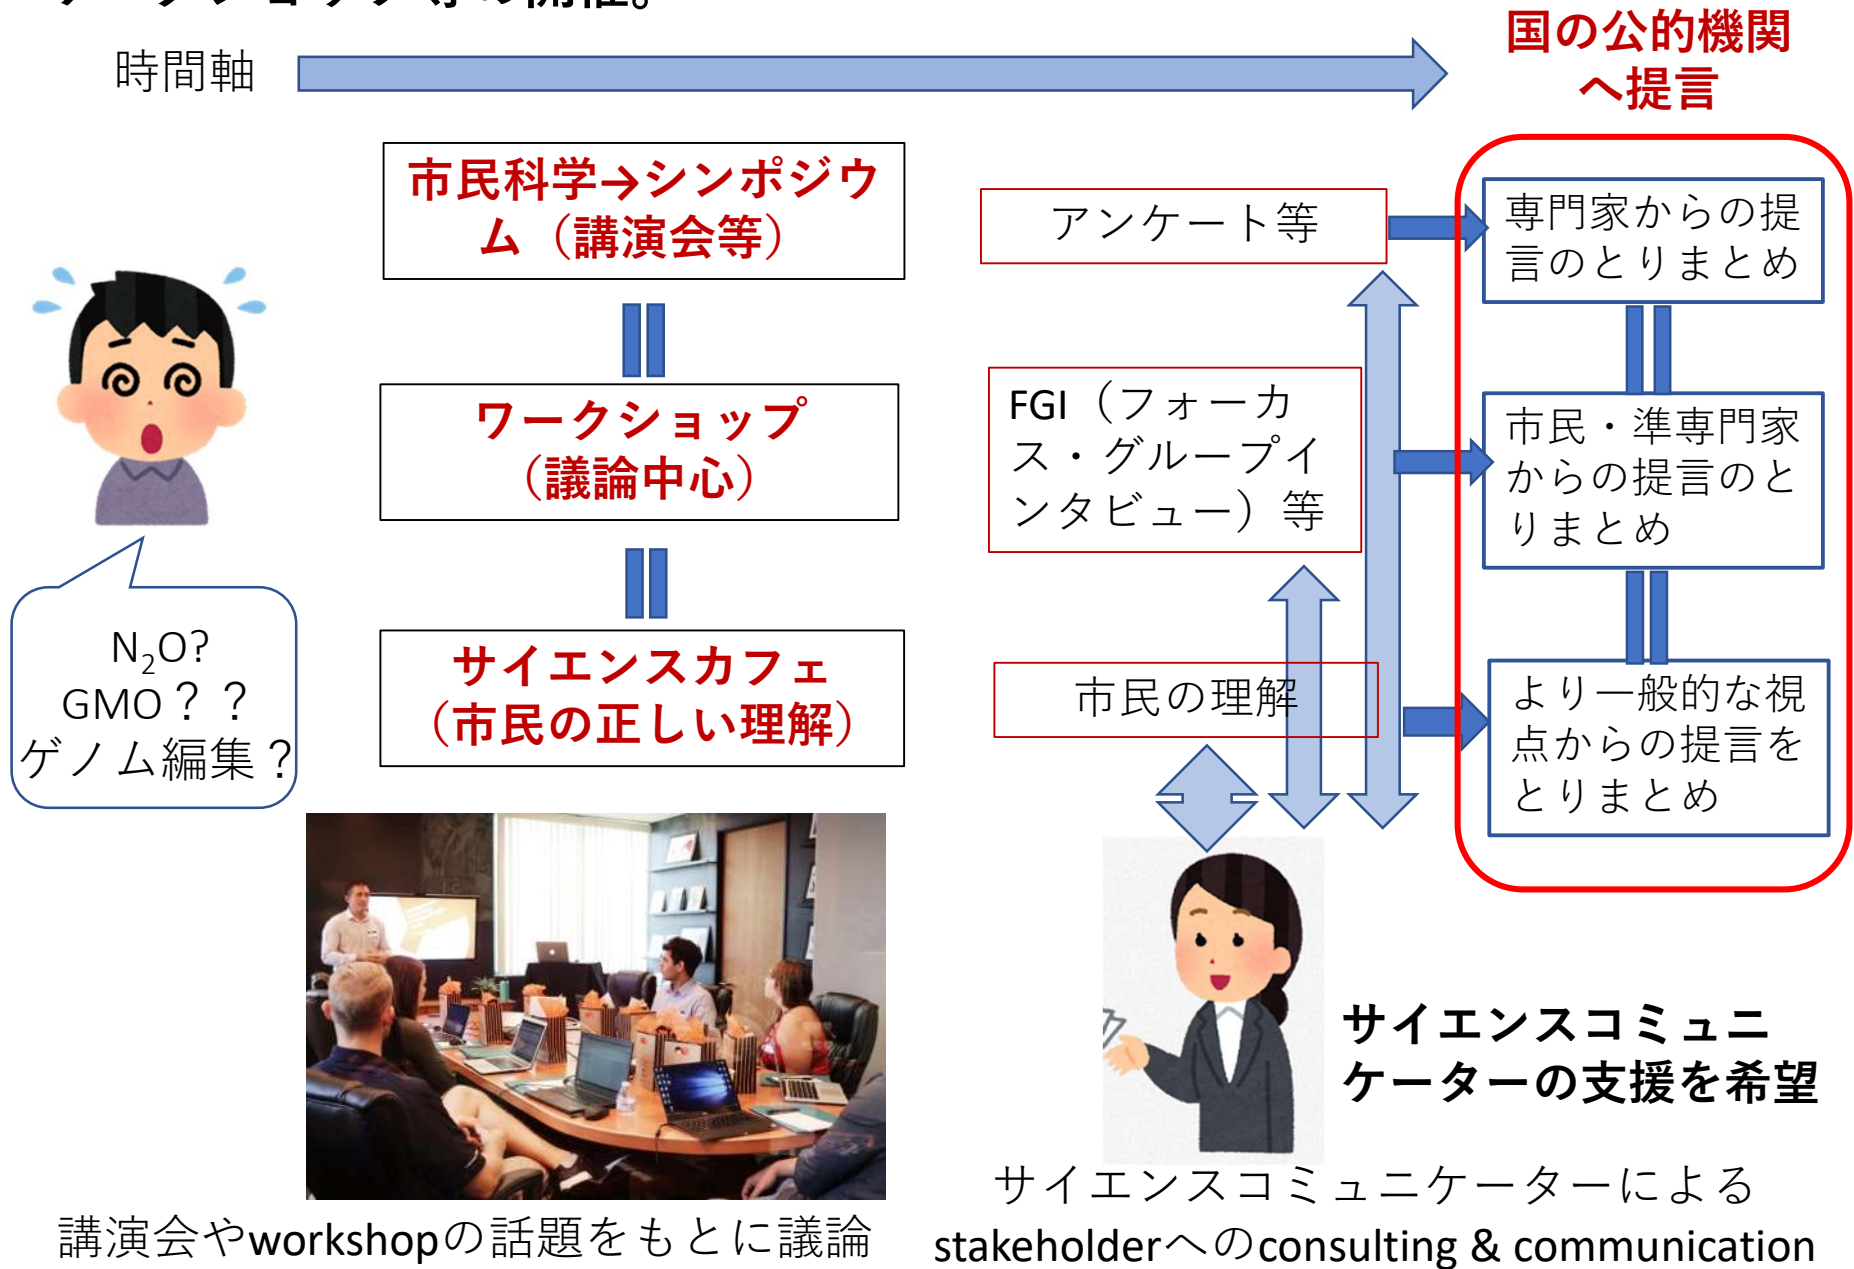 ワークショップ等の開催。
時間軸
国の公的機関
へ提言
市民科学→シンポジウ
ム（講演会等）
ワークショップ
（議論中心）
サイエンスカフェ
（市民の正しい理解）
N₂O?
GMO？？
ゲノム編集？
アンケート等
FGI（フォーカ
ス・グループイ
ンタビュー）等
市民の理解
専門家からの提
言のとりまとめ
市民・準専門家
からの提言のと
りまとめ
より一般的な視
点からの提言を
とりまとめ
サイエンスコミュニ
ケーターの支援を希望
講演会やworkshopの話題をもとに議論
サイエンスコミュニケーターによる
stakeholderへのconsulting & communication